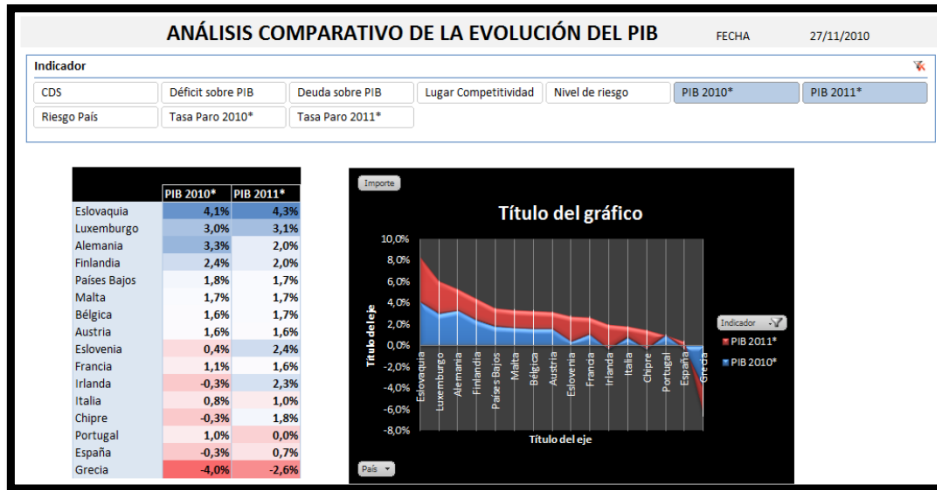 ANÁLISIS COMPARATIVO DE LA EVOLUCIÓN DEL PIB FECHA 27/11/2010
Indicador
CDS Déficit sobre PIB Deuda sobre PIB Lugar Competitividad Nivel de riesgo PIB 2010* PIB 2011*
Riesgo País Tasa Paro 2010* Tasa Paro 2011*
PIB 2010* PIB 2011*
Eslovaquia 4,1% 4,3%
Luxemburgo 3,0% 3,1%
Alemania 3,3% 2,0%
Finlandia 2,4% 2,0%
Países Bajos 1,8% 1,7%
Malta 1,7% 1,7%
Bélgica 1,6% 1,7%
Austria 1,6% 1,6%
Eslovenia 0,4% 2,4%
Francia 1,1% 1,6%
Irlanda -0,3% 2,3%
Italia 0,8% 1,0%
Chipre -0,3% 1,8%
Portugal 1,0% 0,0%
España -0,3% 0,7%
Grecia -4,0% -2,6%
Importe
Título del gráfico
Título del eje
10,0%
8,0%
6,0%
4,0%
2,0%
0,0%
-2,0%
-4,0%
-6,0%
-8,0%
Eslovaquia
Luxemburgo
Alemania
Finlandia
Países Bajos
Malta
Bélgica
Austria
Eslovenia
Francia
Irlanda
Italia
Chipre
Portugal
España
Grecia
Título del eje
Indicador
PIB 2011*
PIB 2010*
País